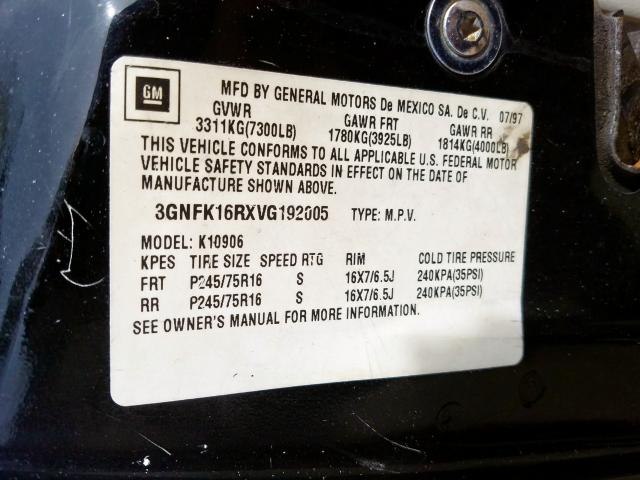 GM
MFD BY GENERAL MOTORS De MEXICO SA. De C.V. 07/97
GVWR GAWR FRT GAWR RR
3311KG(7300LB) 1780KG(3925LB) 1814KG(4000LB)
THIS VEHICLE CONFORMS TO ALL APPLICABLE U.S. FEDERAL MOTOR
VEHICLE SAFETY STANDARDS IN EFFECT ON THE DATE OF
MANUFACTURE SHOWN ABOVE.
3GNFK16RXVG192005 TYPE: M.P.V.
MODEL: K10906
KPES TIRE SIZE SPEED RTG RIM COLD TIRE PRESSURE
FRT P245/75R16 S 16X7/6.5J 240KPA(35PSI)
RR P245/75R16 S 16X7/6.5J 240KPA(35PSI)
SEE OWNER'S MANUAL FOR MORE INFORMATION.